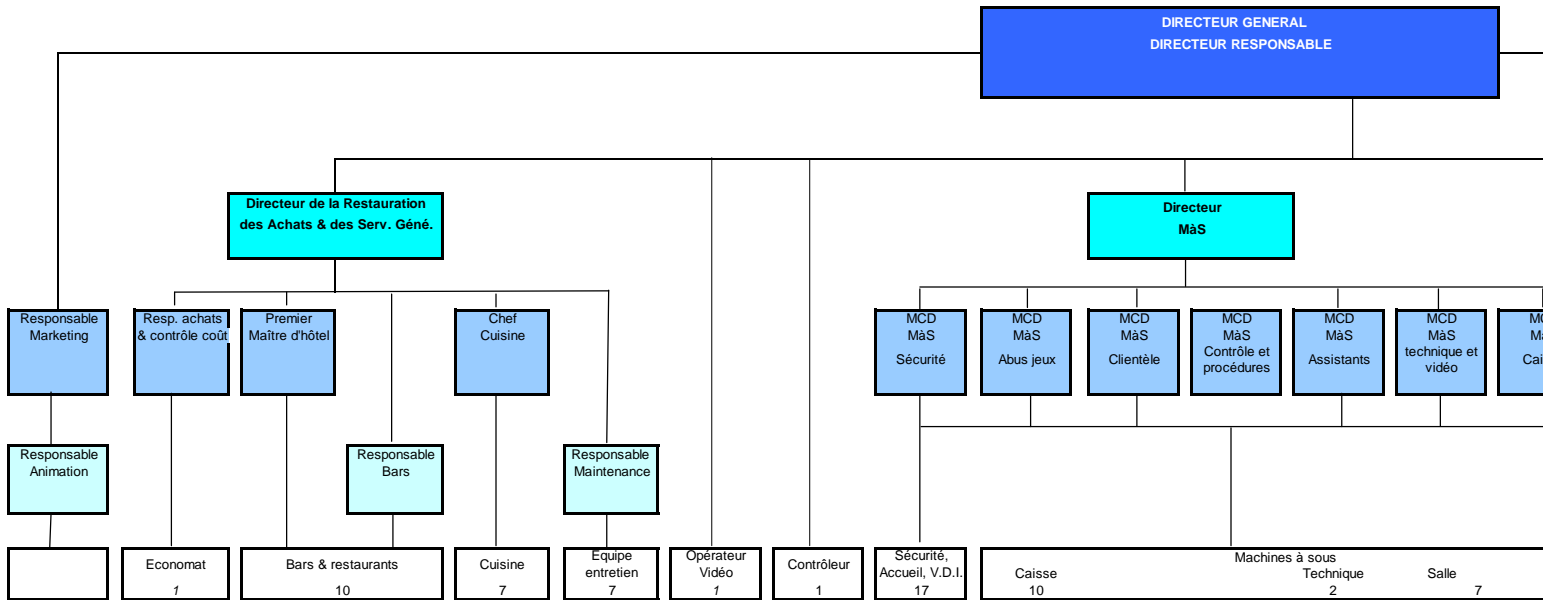 DIRECTEUR GENERAL
DIRECTEUR RESPONSABLE
Directeur de la Restauration
des Achats & des Serv. Géné.
Directeur
MàS
Responsable
Marketing
Resp. achats
& contrôle coût
Premier
Maître d'hôtel
Chef
Cuisine
MCD
MàS
Sécurité
MCD
MàS
Abus jeux
MCD
MàS
Clientèle
MCD
MàS
Contrôle et
procédures
MCD
MàS
Assistants
MCD
MàS
technique et
vidéo
Responsable
Animation
Responsable
Bars
Responsable
Maintenance
Economat
1
Bars & restaurants
10
Cuisine
7
Equipe
entretien
7
Opérateur
Vidéo
1
Contrôleur
1
Sécurité,
Accueil, V.D.I.
17
Machines à sous
Caisse Technique Salle
10 2 7